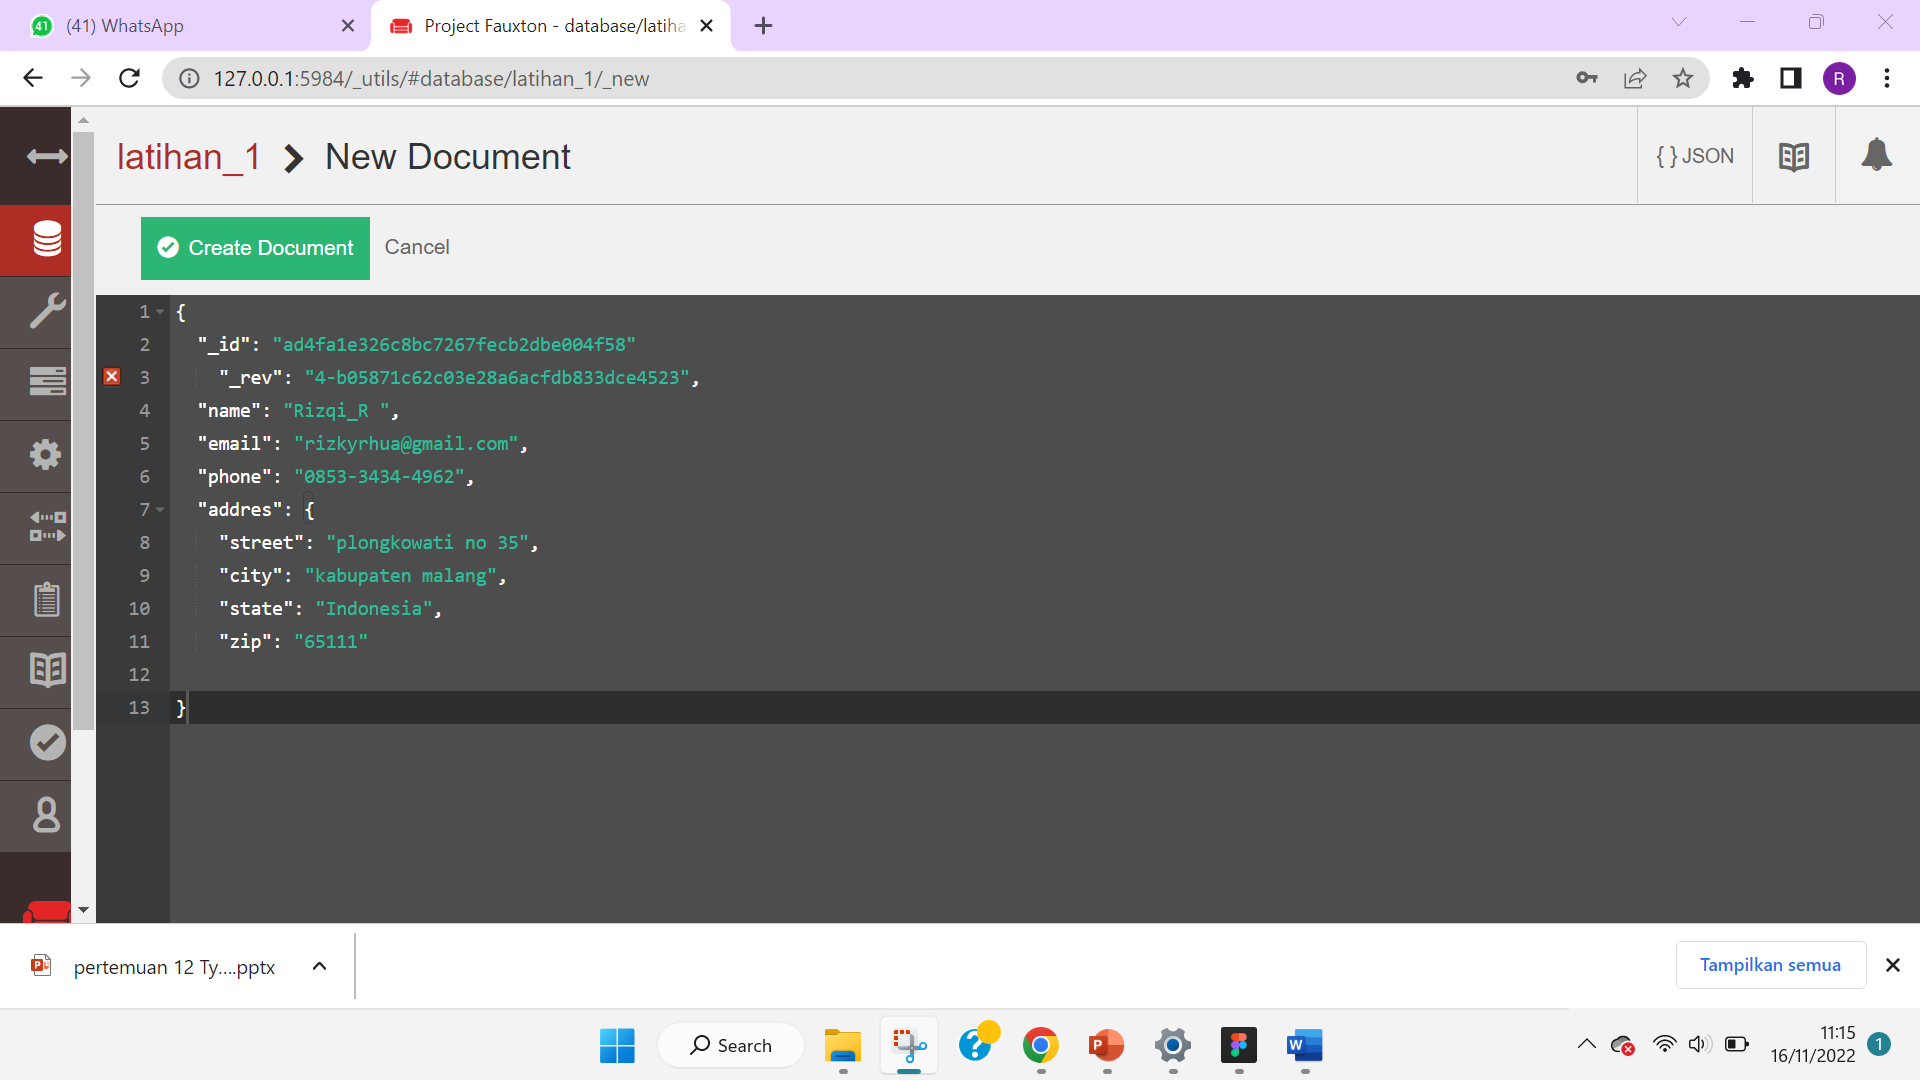 41 (41) WhatsApp
Project Fauxton - database/latiha
127.0.0.1:5984/_utils/#database/latihan_1/_new
R
latihan_1 > New Document
{ } JSON
Create Document Cancel
1 {
2 "_id": "ad4fa1e326c8bc7267fecb2dbe004f58"
3 "_rev": "4-b05871c62c03e28a6acfdb833dce4523",
4 "name": "Rizqi_R ",
5 "email": "rizkyrhua@gmail.com",
6 "phone": "0853-3434-4962",
7 "addres": {
8 "street": "plongkowati no 35",
9 "city": "kabupaten malang",
10 "state": "Indonesia",
11 "zip": "65111"
12
13 }
pertemuan 12 Ty....pptx
Tampilkan semua
Search
P
W
11:15
16/11/2022
1